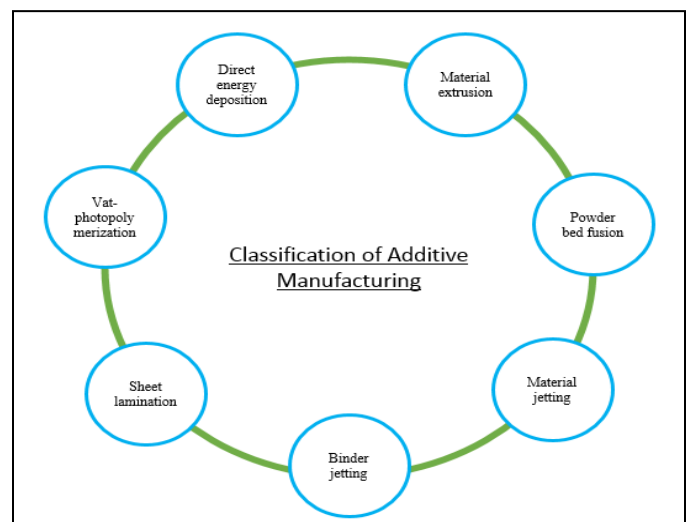 Direct
energy
deposition
Material
extrusion
Vat-
photopoly
merization
Powder
bed fusion
Classification of Additive
Manufacturing
Sheet
lamination
Material
jetting
Binder
jetting